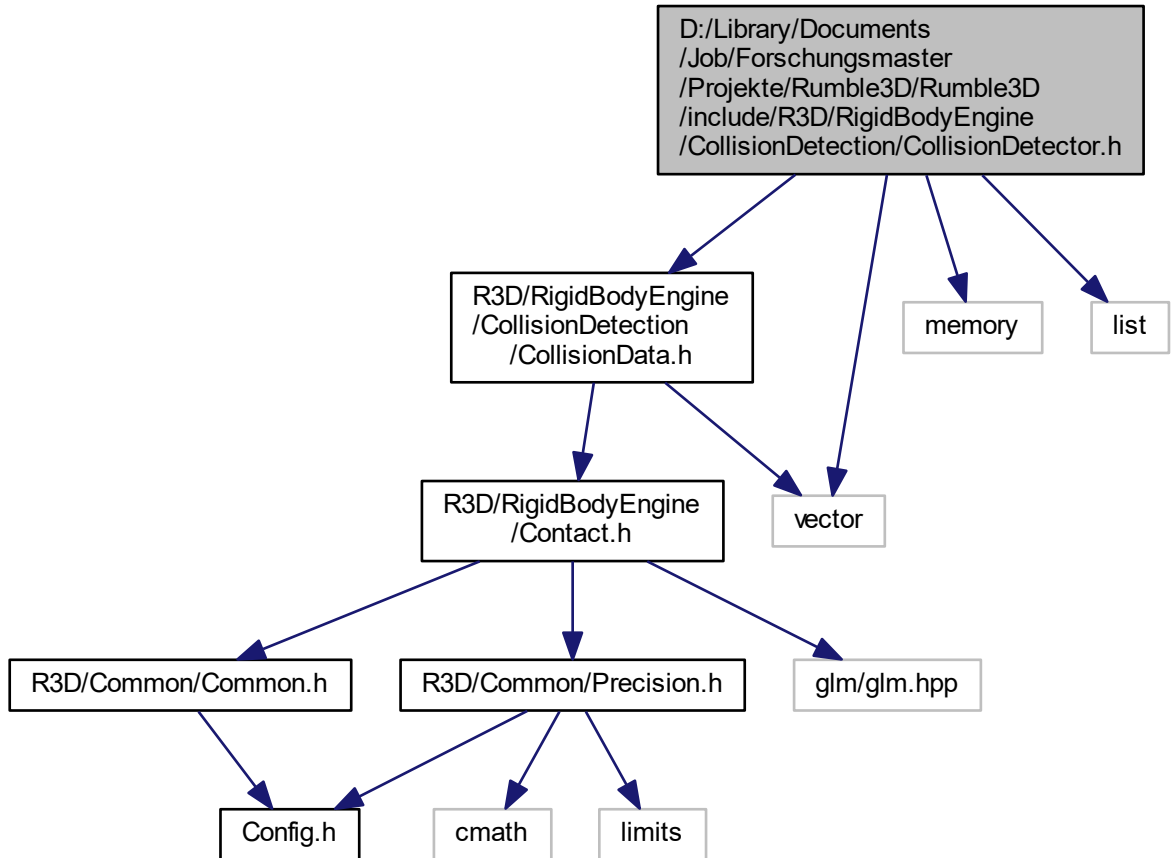 D:/Library/Documents
/Job/Forschungsmaster
/Projekte/Rumble3D/Rumble3D
/include/R3D/RigidBodyEngine
/CollisionDetection/CollisionDetector.h
R3D/RigidBodyEngine
/CollisionDetection
/CollisionData.h
memory
list
R3D/RigidBodyEngine
/Contact.h
vector
R3D/Common/Common.h
R3D/Common/Precision.h
glm/glm.hpp
Config.h
cmath
limits